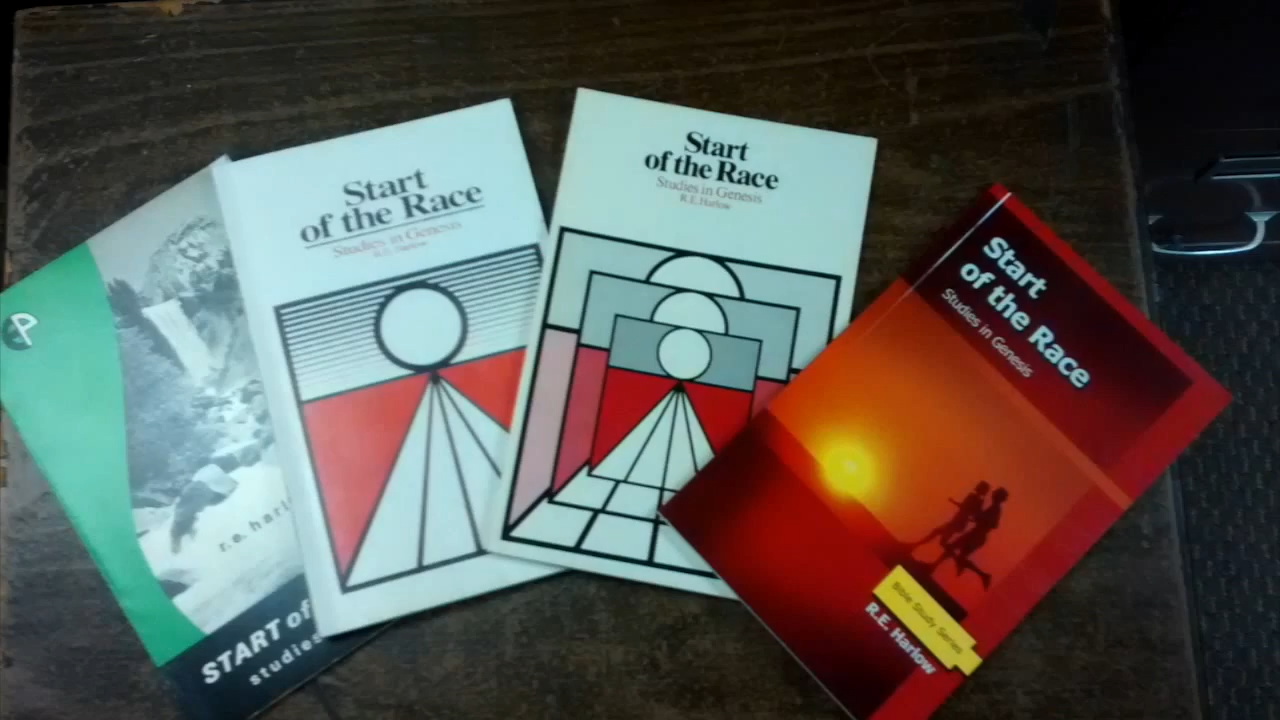 r.e. harl
START of
studies
Start
of the Race
Studies in Genesis
R.E. Harlow
Start
of the Race
Studies in Genesis
R.E. Harlow
Start
of the Race
Studies in Genesis
Bible Study Series
R.E. Harlow